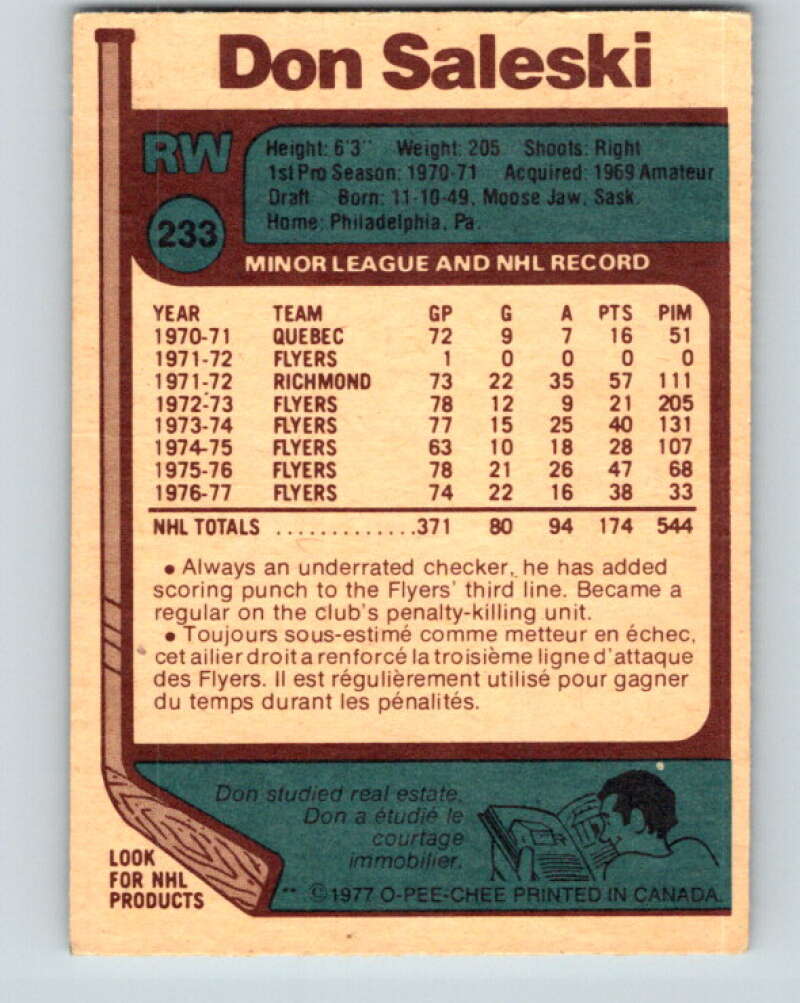 Don Saleski
RW
Height: 6'3" Weight: 205 Shoots: Right
1st Pro Season: 1970-71 Acquired: 1969 Amateur
Draft Born: 11-10-49, Moose Jaw, Sask.
Home: Philadelphia, Pa.
233
MINOR LEAGUE AND NHL RECORD
YEAR TEAM GP G A PTS PIM
1970-71 QUEBEC 72 9 7 16 51
1971-72 FLYERS 1 0 0 0 0
1971-72 RICHMOND 73 22 35 57 111
1972-73 FLYERS 78 12 9 21 205
1973-74 FLYERS 77 15 25 40 131
1974-75 FLYERS 63 10 18 28 107
1975-76 FLYERS 78 21 26 47 68
1976-77 FLYERS 74 22 16 38 33
NHL TOTALS .............371 80 94 174 544
• Always an underrated checker, he has added
scoring punch to the Flyers' third line. Became a
regular on the club's penalty-killing unit.
• Toujours sous-estimé comme metteur en échec,
cet ailier droit a renforcé la troisième ligne d'attaque
des Flyers. Il est régulièrement utilisé pour gagner
du temps durant les pénalités.
Don studied real estate.
Don a étudié le
courtage
immobilier.
LOOK
FOR NHL
PRODUCTS
** ©1977 O-PEE-CHEE PRINTED IN CANADA.